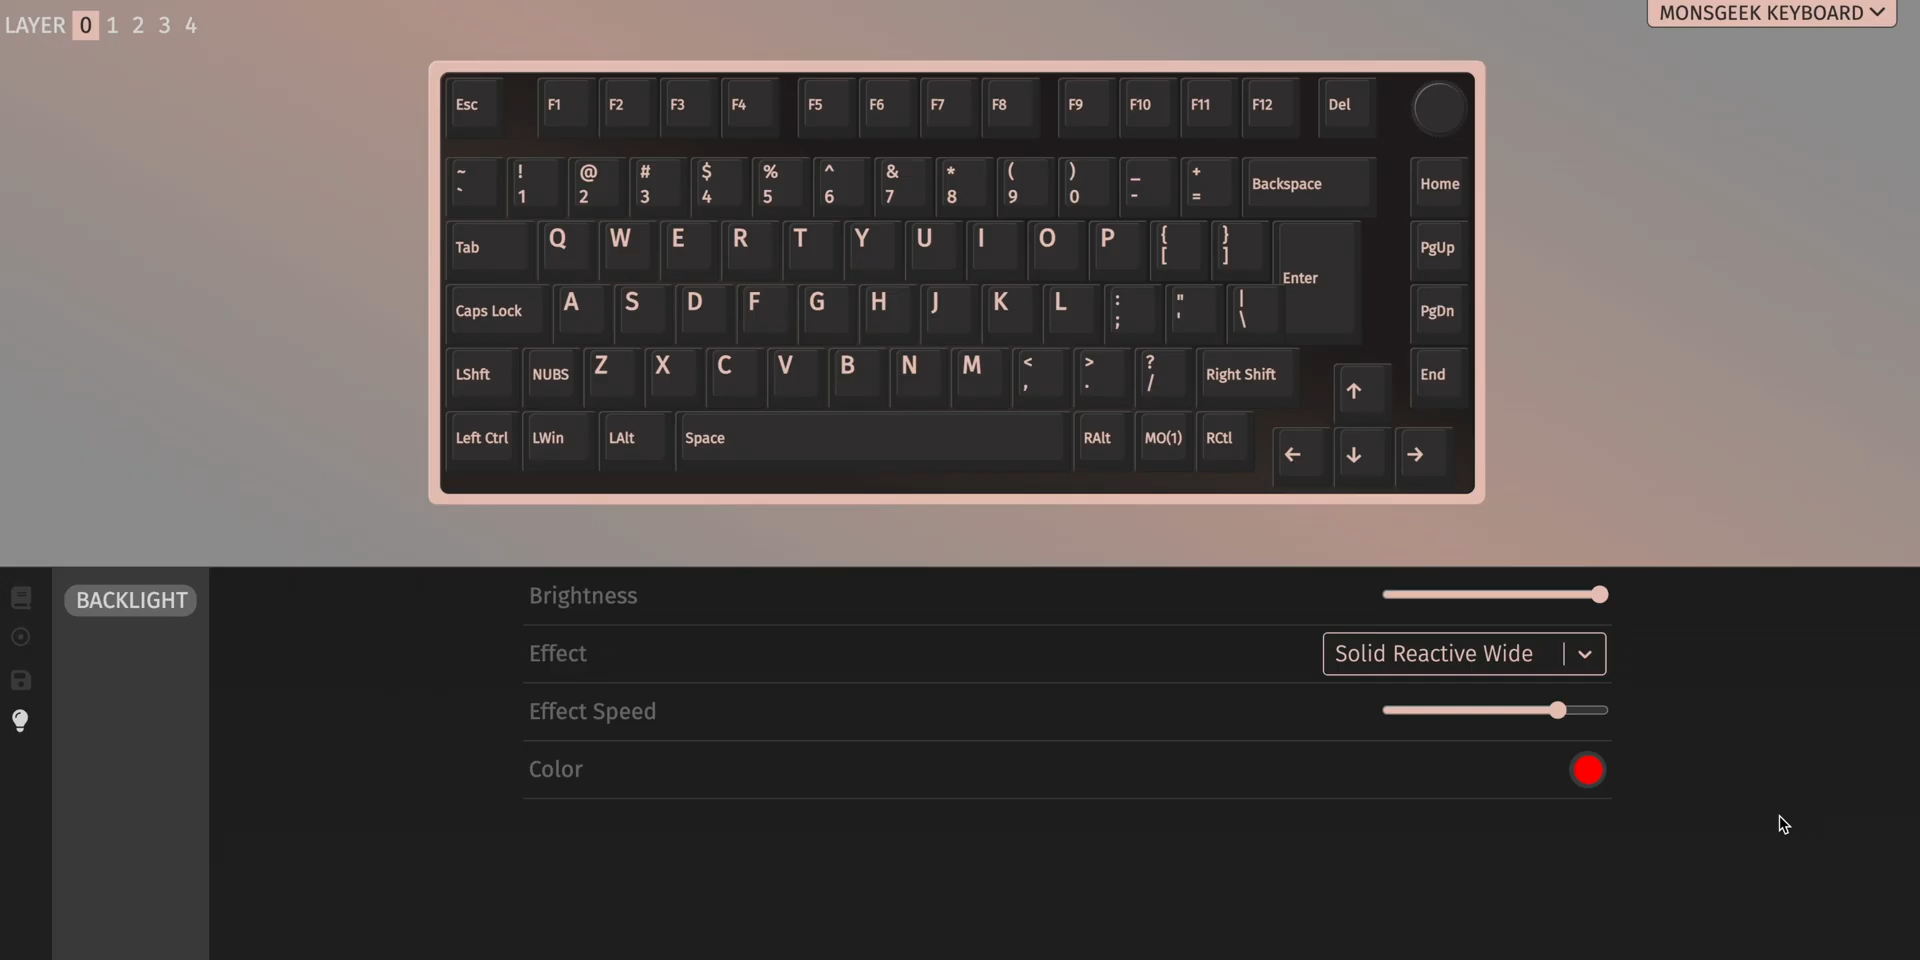 LAYER 0 1 2 3 4
MONSGEEK KEYBOARD
Esc F1 F2 F3 F4 F5 F6 F7 F8 F9 F10 F11 F12 Del
~ ! @ # $ % ^ & * ( ) _ +
` 1 2 3 4 5 6 7 8 9 0 - = Backspace Home
Tab Q W E R T Y U I O P { [ } ] PgUp
Enter
Caps Lock A S D F G H J K L : ; " ' | \ PgDn
LShft NUBS Z X C V B N M < , > . ? / Right Shift ↑ End
Left Ctrl LWin LAlt Space RAlt MO(1) RCtl ← ↓ →
BACKLIGHT
Brightness
Effect Solid Reactive Wide
Effect Speed
Color